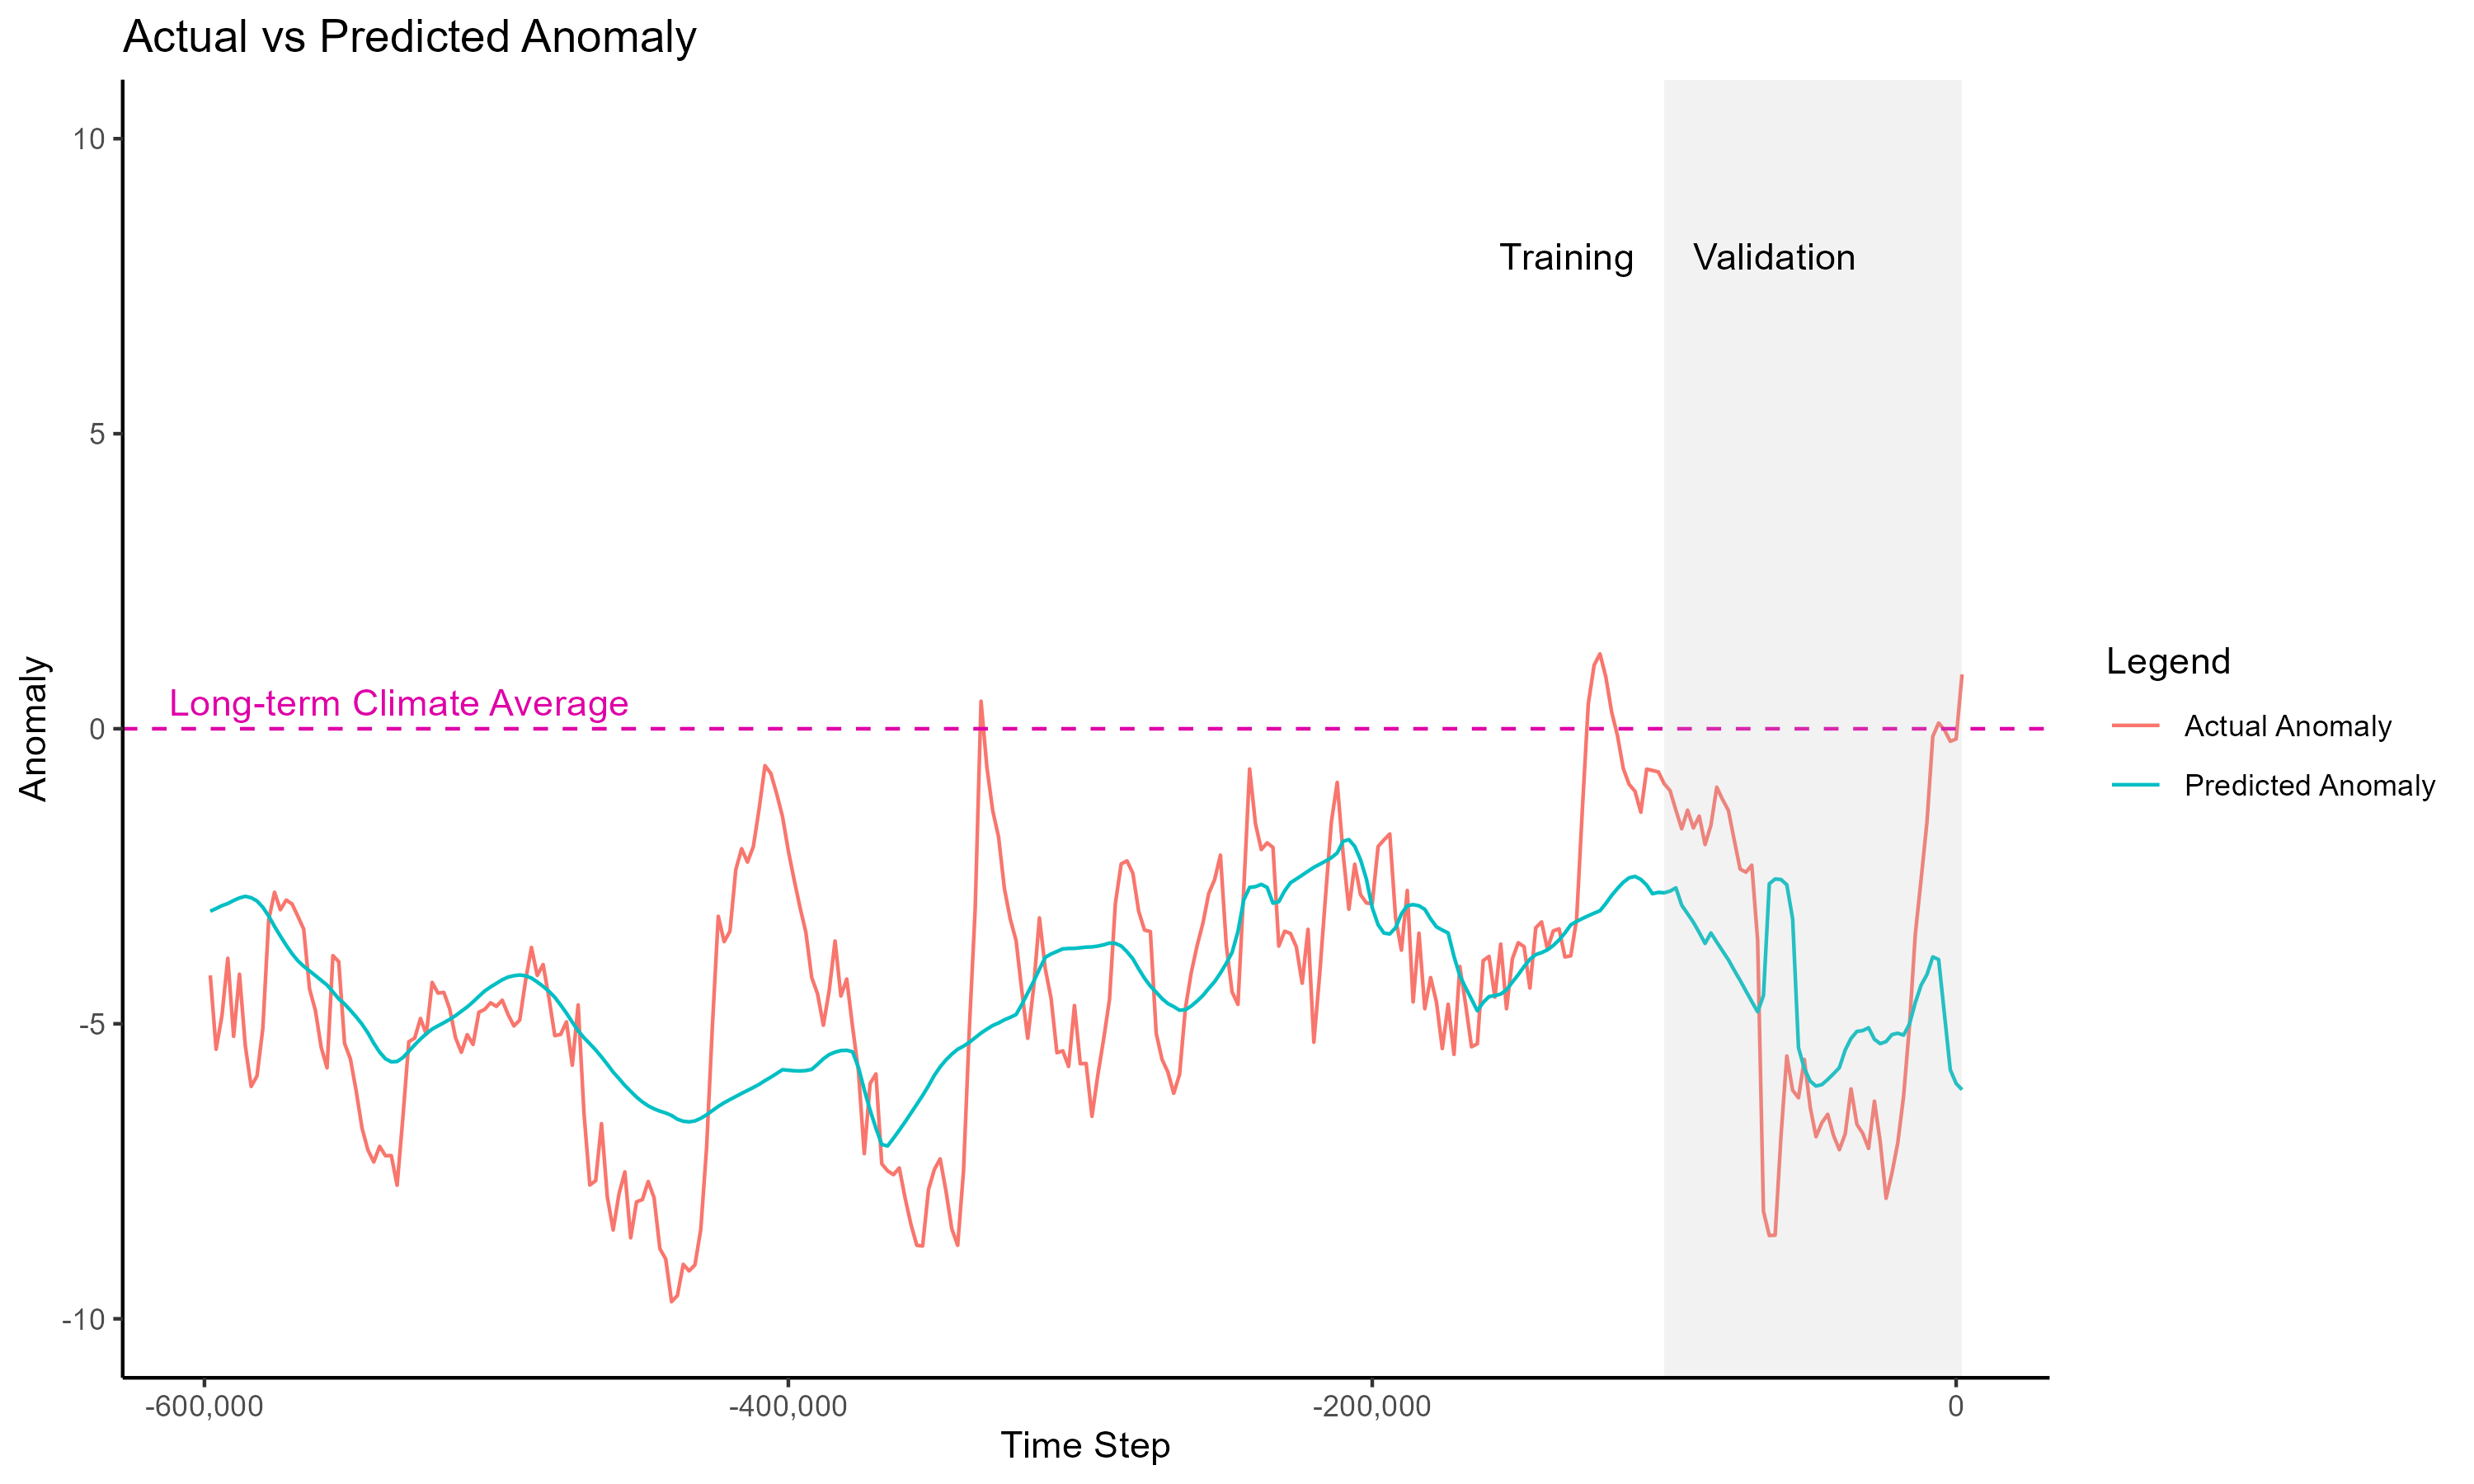 Actual vs Predicted Anomaly
10
5
0
-5
-10
Anomaly
Training
Validation
Long-term Climate Average
-600,000
-400,000
-200,000
0
Time Step
Legend
Actual Anomaly
Predicted Anomaly